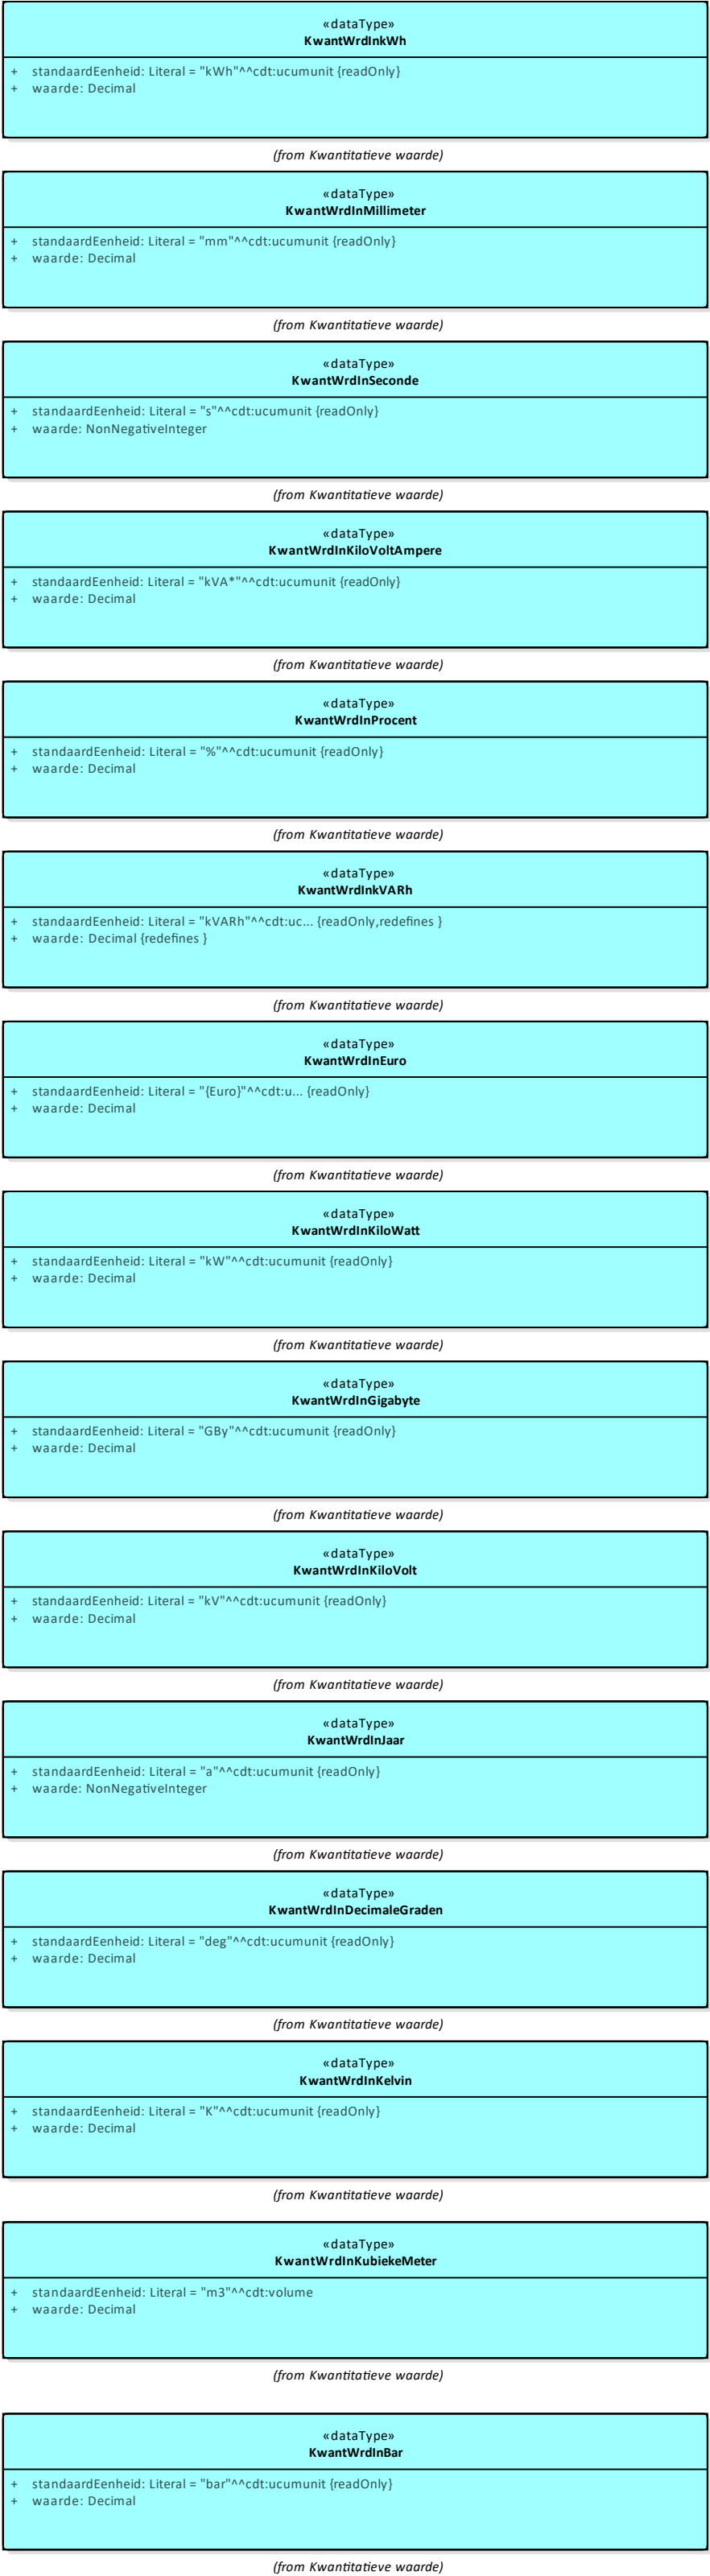 «dataType»
KwantWrdInkWh
+ standaardEenheid: Literal = "kWh"^^cdt:ucumunit {readOnly}
+ waarde: Decimal
(from Kwantitatieve waarde)
«dataType»
KwantWrdInMillimeter
+ standaardEenheid: Literal = "mm"^^cdt:ucumunit {readOnly}
+ waarde: Decimal
(from Kwantitatieve waarde)
«dataType»
KwantWrdInSeconde
+ standaardEenheid: Literal = "s"^^cdt:ucumunit {readOnly}
+ waarde: NonNegativeInteger
(from Kwantitatieve waarde)
«dataType»
KwantWrdInKiloVoltAmpere
+ standaardEenheid: Literal = "kVA*"^^cdt:ucumunit {readOnly}
+ waarde: Decimal
(from Kwantitatieve waarde)
«dataType»
KwantWrdInProcent
+ standaardEenheid: Literal = "%"^^cdt:ucumunit {readOnly}
+ waarde: Decimal
(from Kwantitatieve waarde)
«dataType»
KwantWrdInkVARh
+ standaardEenheid: Literal = "kVARh"^^cdt:uc... {readOnly,redefines }
+ waarde: Decimal {redefines }
(from Kwantitatieve waarde)
«dataType»
KwantWrdInEuro
+ standaardEenheid: Literal = "{Euro}"^^cdt:u... {readOnly}
+ waarde: Decimal
(from Kwantitatieve waarde)
«dataType»
KwantWrdInKiloWatt
+ standaardEenheid: Literal = "kW"^^cdt:ucumunit {readOnly}
+ waarde: Decimal
(from Kwantitatieve waarde)
«dataType»
KwantWrdInGigabyte
+ standaardEenheid: Literal = "GBy"^^cdt:ucumunit {readOnly}
+ waarde: Decimal
(from Kwantitatieve waarde)
«dataType»
KwantWrdInKiloVolt
+ standaardEenheid: Literal = "kV"^^cdt:ucumunit {readOnly}
+ waarde: Decimal
(from Kwantitatieve waarde)
«dataType»
KwantWrdInJaar
+ standaardEenheid: Literal = "a"^^cdt:ucumunit {readOnly}
+ waarde: NonNegativeInteger
(from Kwantitatieve waarde)
«dataType»
KwantWrdInDecimaleGraden
+ standaardEenheid: Literal = "deg"^^cdt:ucumunit {readOnly}
+ waarde: Decimal
(from Kwantitatieve waarde)
«dataType»
KwantWrdInKelvin
+ standaardEenheid: Literal = "K"^^cdt:ucumunit {readOnly}
+ waarde: Decimal
(from Kwantitatieve waarde)
«dataType»
KwantWrdInKubiekeMeter
+ standaardEenheid: Literal = "m3"^^cdt:volume
+ waarde: Decimal
(from Kwantitatieve waarde)
«dataType»
KwantWrdInBar
+ standaardEenheid: Literal = "bar"^^cdt:ucumunit {readOnly}
+ waarde: Decimal
(from Kwantitatieve waarde)